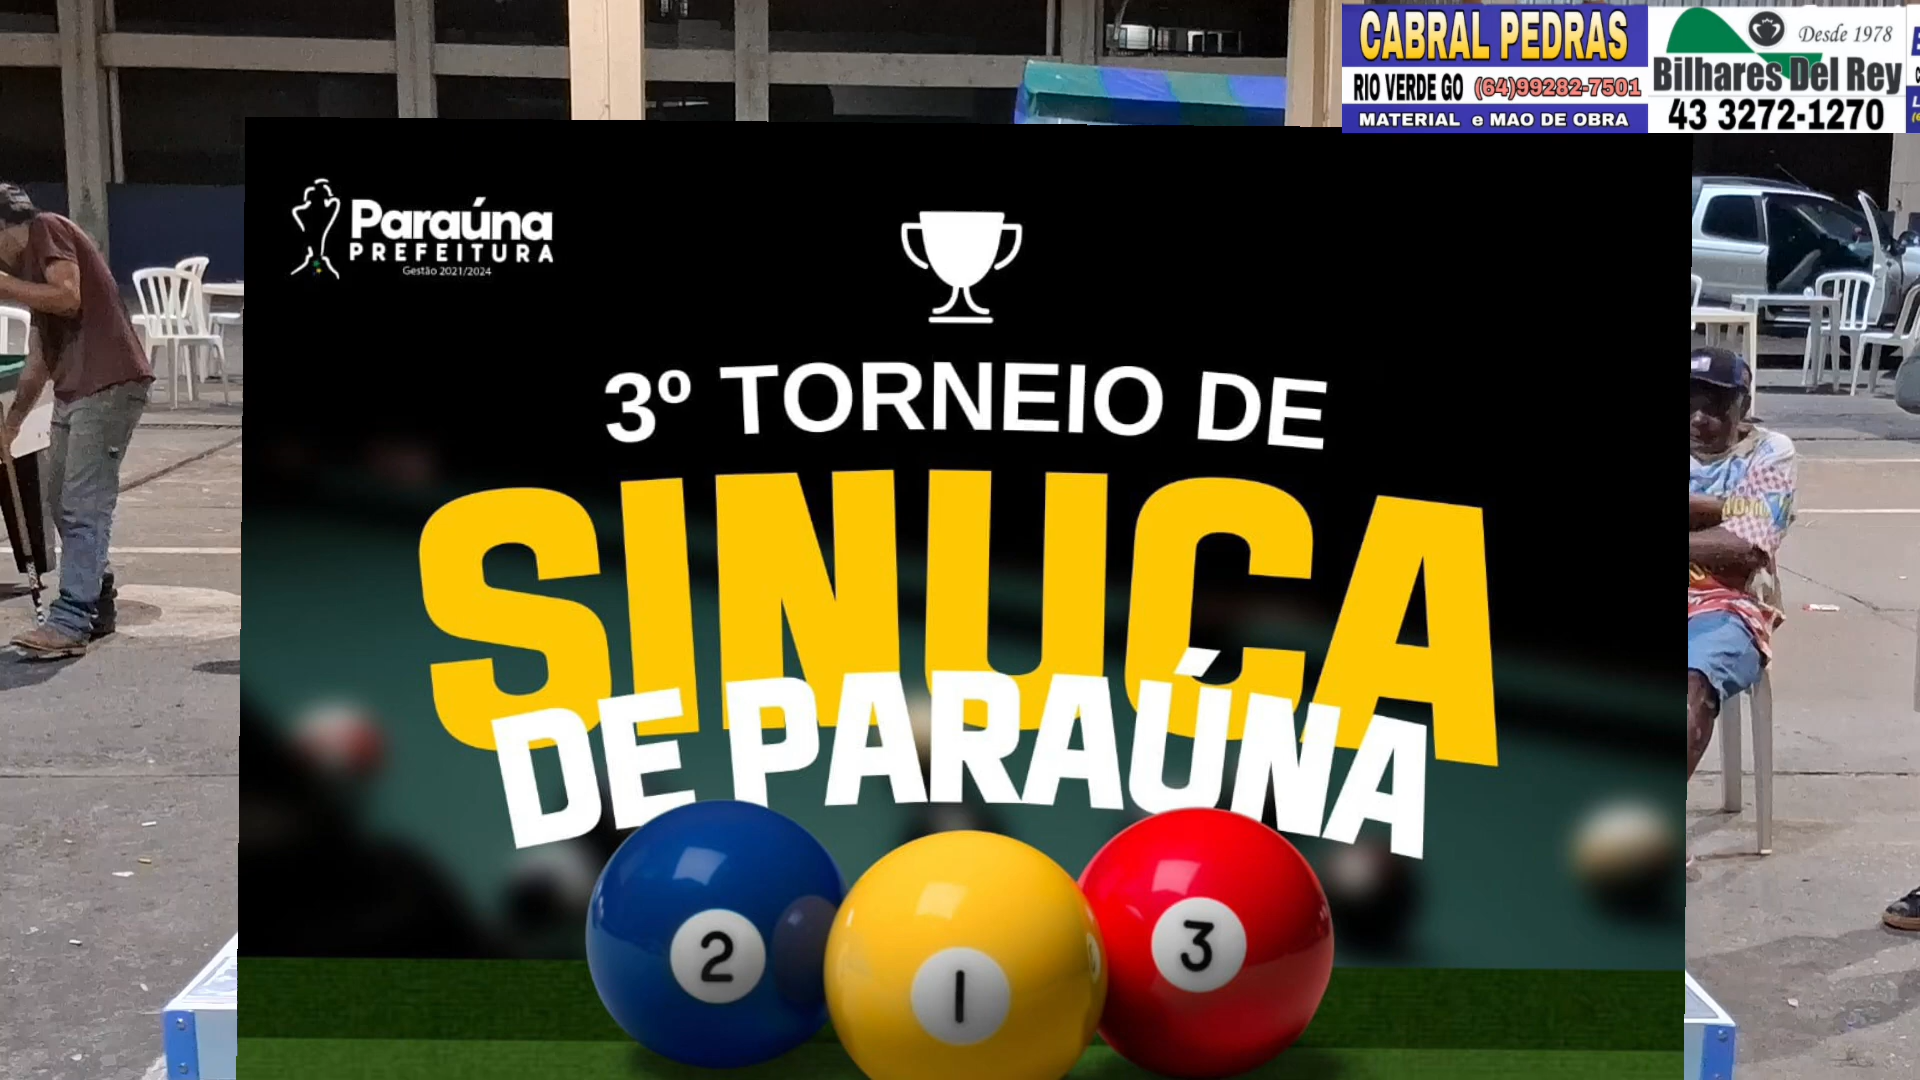 CABRAL PEDRAS
RIO VERDE GO (64)99282-7501
MATERIAL e MAO DE OBRA
Desde 1978
Bilhares Del Rey
43 3272-1270
Paraúna
PREFEITURA
Gestão 2021/2024
3º TORNEIO DE
SINUCA
DE PARAÚNA
2
1
3